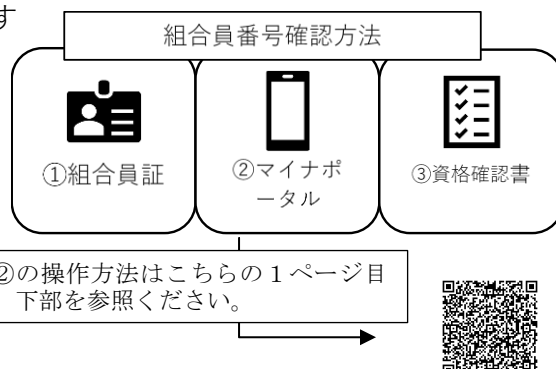 す
組合員番号確認方法
①組合員証
②マイナポ
ータル
③資格確認書
②の操作方法はこちらの１ページ目
下部を参照ください。